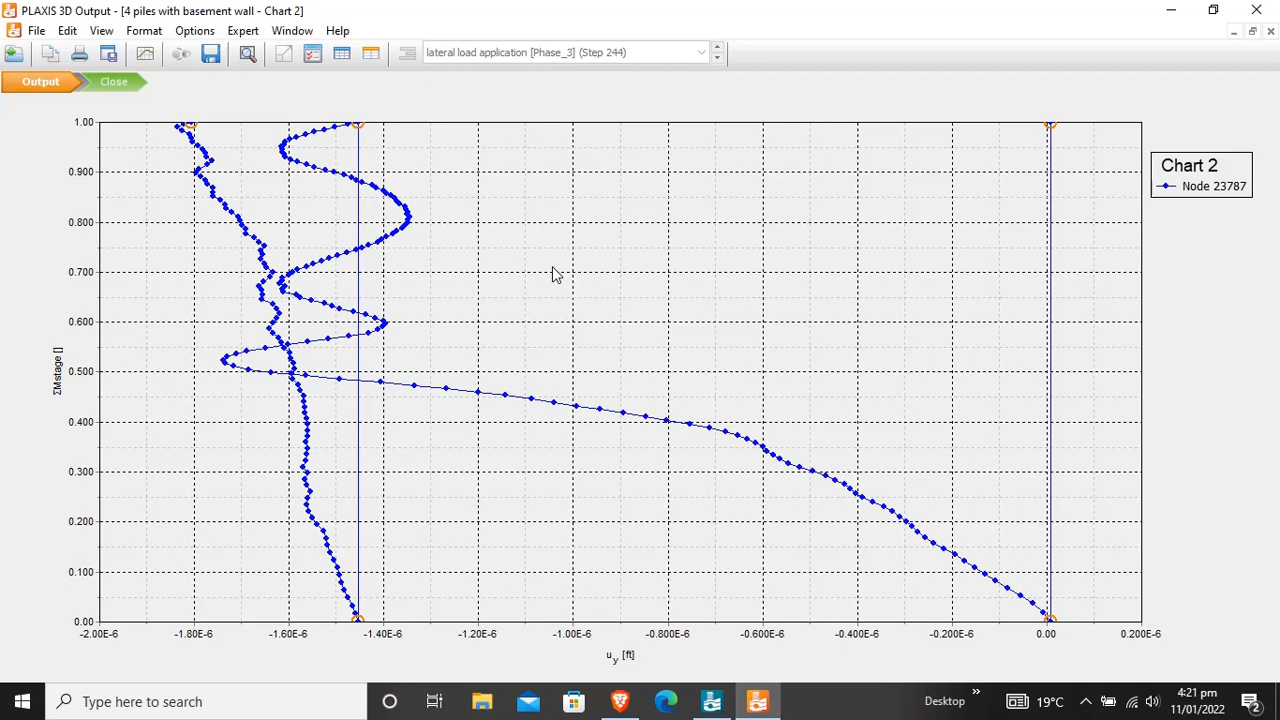 PLAXIS 3D Output - [4 piles with basement wall - Chart 2]
File Edit View Format Options Expert Window Help
lateral load application [Phase_3] (Step 244)
Output Close
Chart 2
Node 23787
1.00
0.900
0.800
0.700
0.600
0.500
0.400
0.300
0.200
0.100
0.00
ΣMstage []
-2.00E-6 -1.80E-6 -1.60E-6 -1.40E-6 -1.20E-6 -1.00E-6 -0.800E-6 -0.600E-6 -0.400E-6 -0.200E-6 0.00 0.200E-6
uy [ft]
Type here to search
Desktop
19°C
4:21 pm
11/01/2022
2